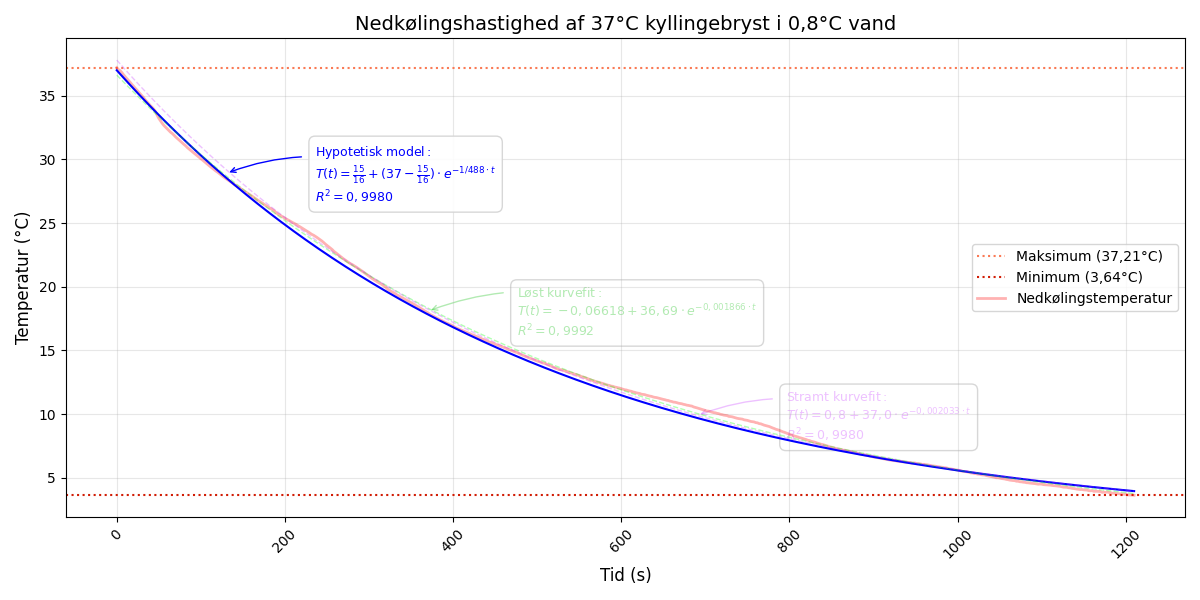 Nedkølingshastighed af 37°C kyllingebryst i 0,8°C vand
Temperatur (°C)
35
30
25
20
15
10
5
Hypotetisk model :
T(t) = 15/16 + (37 − 15/16) · e^(−1/488 · t)
R² = 0, 9980
Løst kurvefit :
T(t) = −0, 06618 + 36, 69 · e^(−0, 001866 · t)
R² = 0, 9992
Stramt kurvefit :
T(t) = 0, 8 + 37, 0 · e^(−0, 002033 · t)
R² = 0, 9980
Maksimum (37,21°C)
Minimum (3,64°C)
Nedkølingstemperatur
0
200
400
600
800
1000
1200
Tid (s)